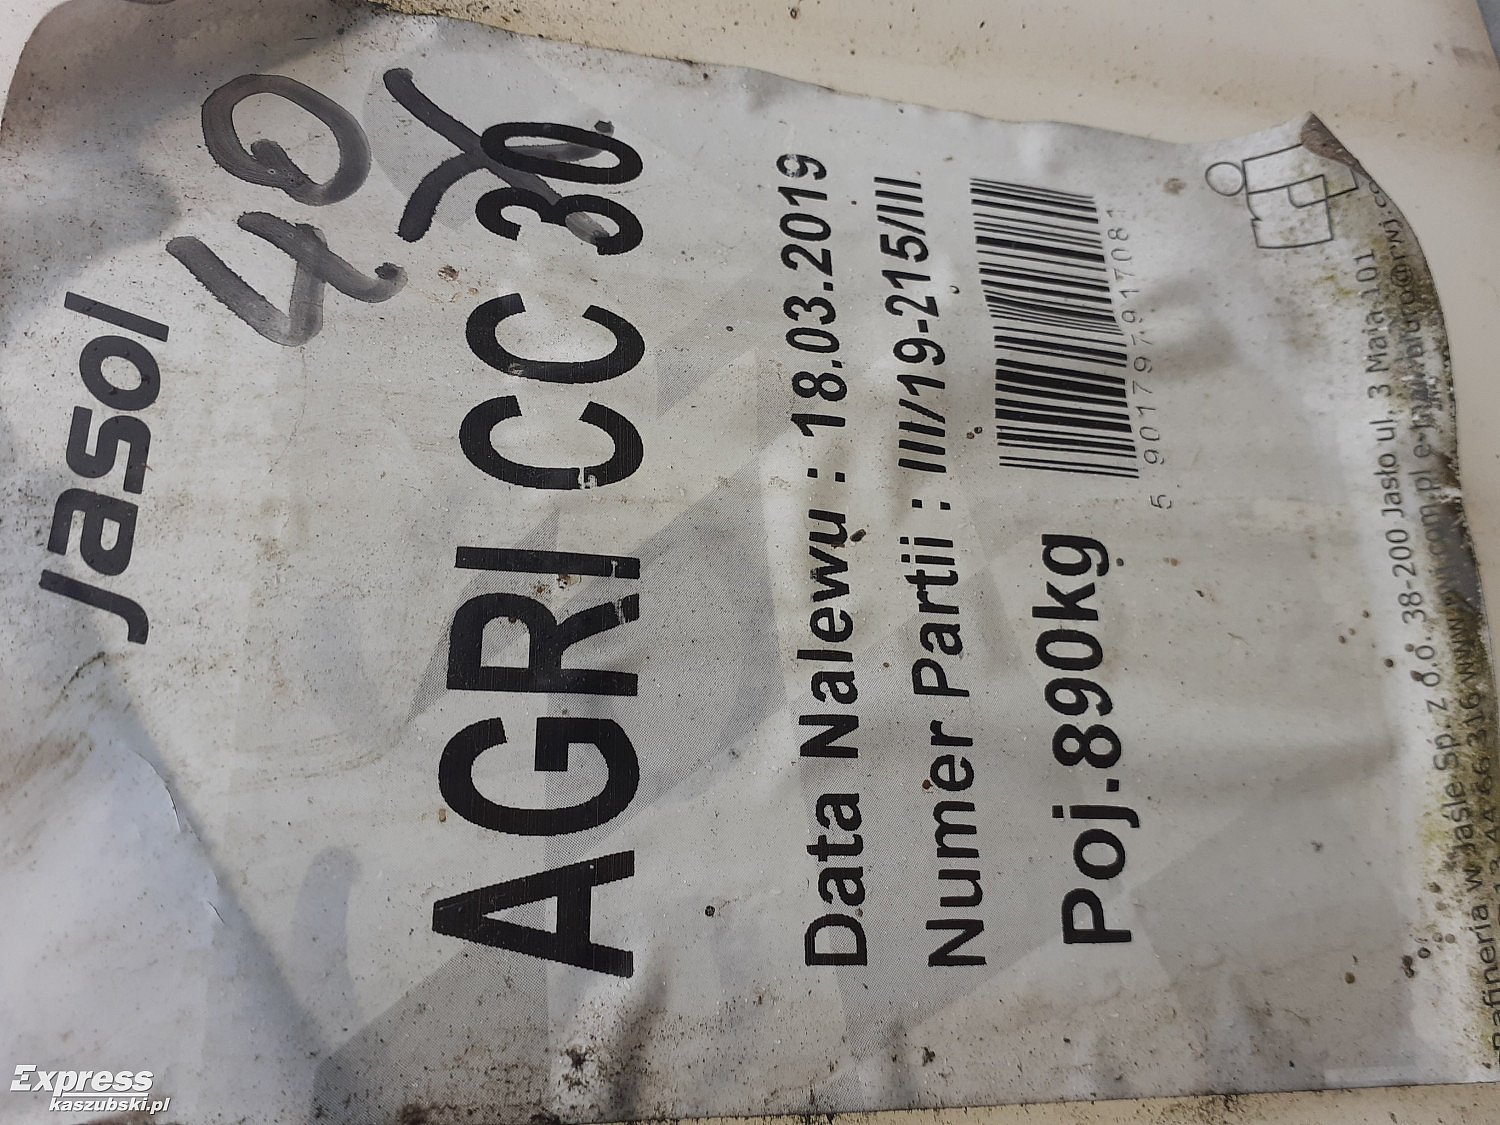 Jasol
40
AGRI CC 30
Data Nalewu : 18.03.2019
Numer Partii : III/19-215/III
Poj.890kg
5 901797 917081
Rafineria w Jaśle Sp. z o.o. 38-200 Jasło ul. 3 Maja 101
Express
kaszubski.pl